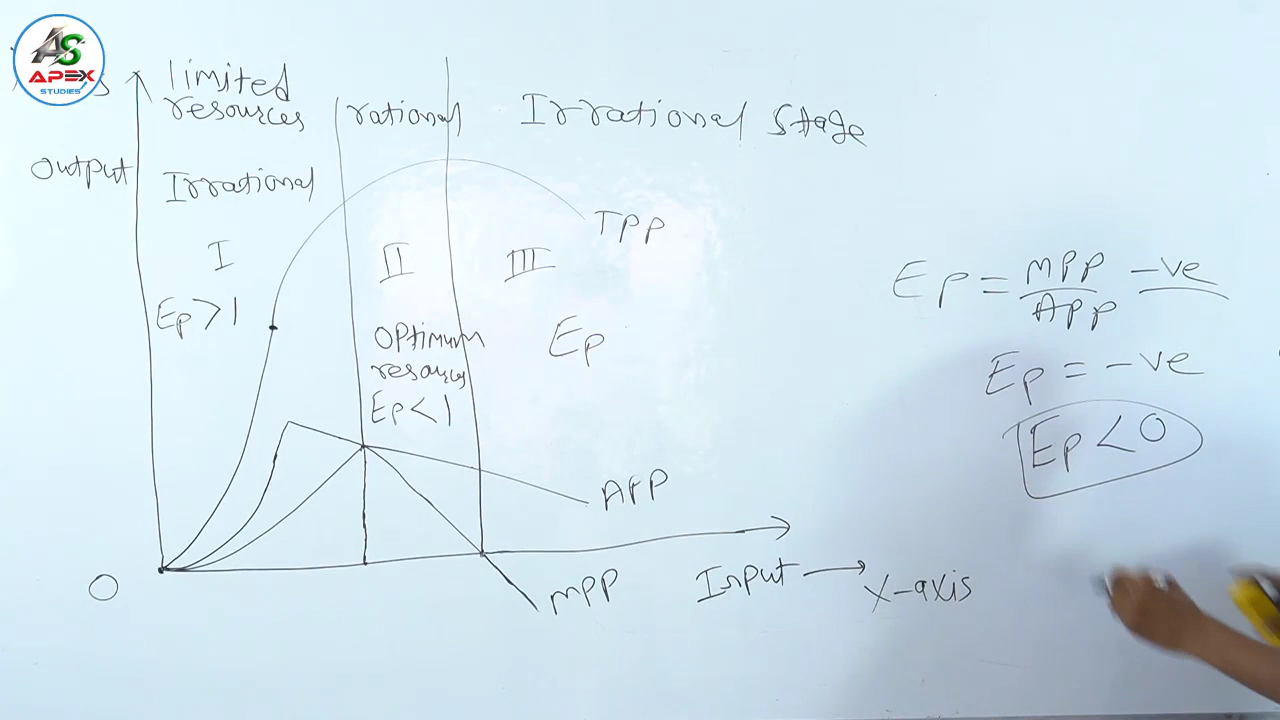 AS
APEX
STUDIES
limited
resources
rational
Irrational stage
output
Irrational
TPP
I
II
III
Ep > 1
optimum
Ep
Ep < 1
APP
MPP
O
Input → x-axis
Ep = MPP / APP -ve
Ep = -ve
Ep < 0